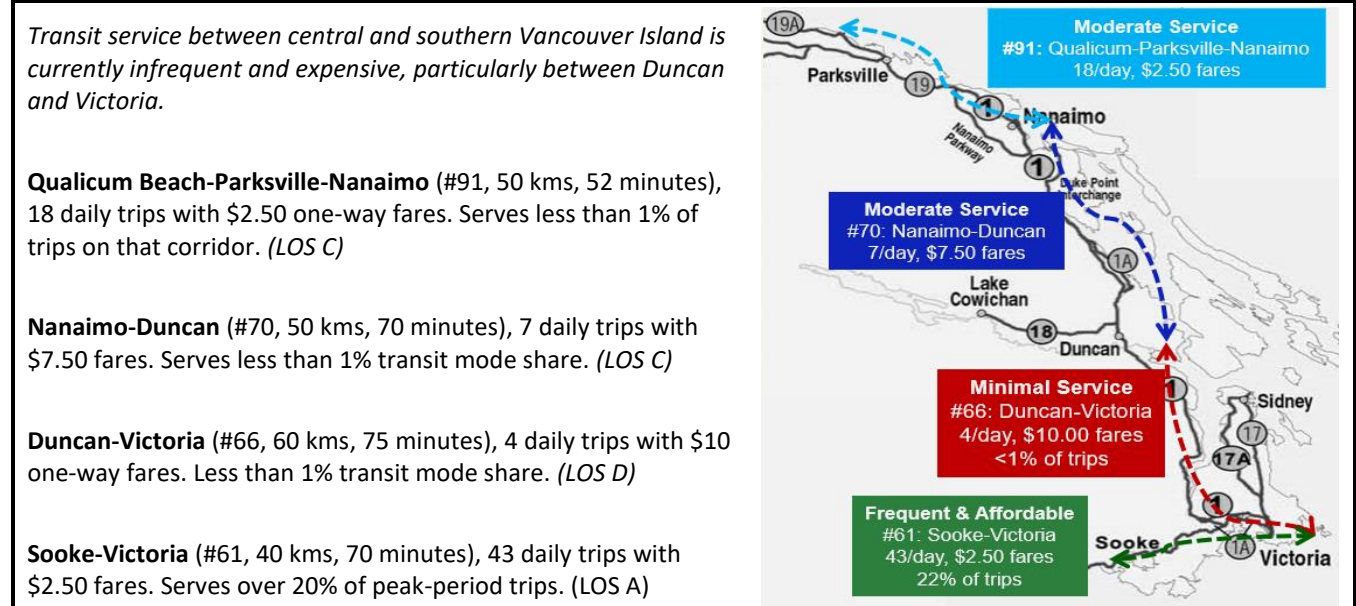 Transit service between central and southern Vancouver Island is
currently infrequent and expensive, particularly between Duncan
and Victoria.
Qualicum Beach-Parksville-Nanaimo (#91, 50 kms, 52 minutes),
18 daily trips with $2.50 one-way fares. Serves less than 1% of
trips on that corridor. (LOS C)
Nanaimo-Duncan (#70, 50 kms, 70 minutes), 7 daily trips with
$7.50 fares. Serves less than 1% transit mode share. (LOS C)
Duncan-Victoria (#66, 60 kms, 75 minutes), 4 daily trips with $10
one-way fares. Less than 1% transit mode share. (LOS D)
Sooke-Victoria (#61, 40 kms, 70 minutes), 43 daily trips with
$2.50 fares. Serves over 20% of peak-period trips. (LOS A)
19A
Moderate Service
#91: Qualicum-Parksville-Nanaimo
18/day, $2.50 fares
Parksville
19
1
Nanaimo
Nanaimo
Parkway
1
Duke Point
Interchange
Moderate Service
#70: Nanaimo-Duncan
7/day, $7.50 fares
1A
Lake
Cowichan
18
Duncan
Minimal Service
#66: Duncan-Victoria
4/day, $10.00 fares
<1% of trips
1
Sidney
17
17A
Frequent & Affordable
#61: Sooke-Victoria
43/day, $2.50 fares
22% of trips
1
Sooke
1A
Victoria